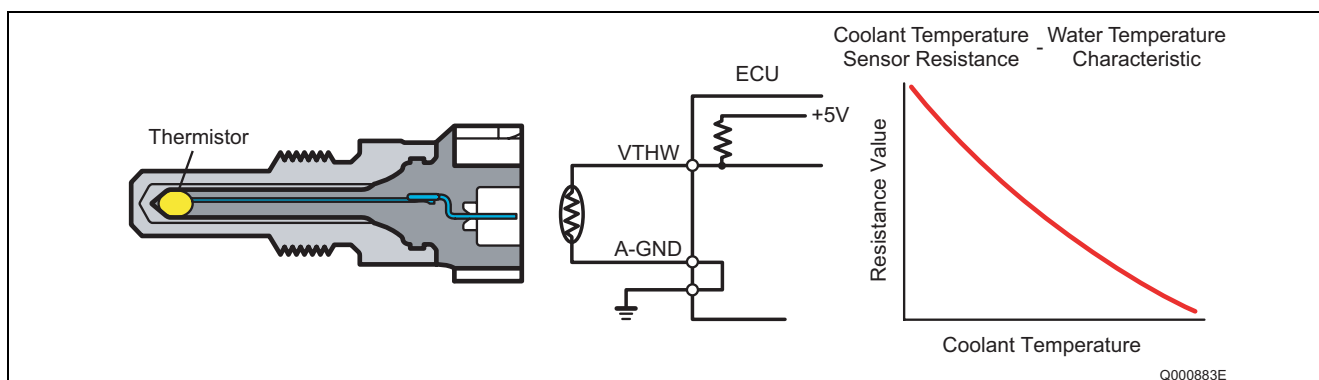 Thermistor
VTHW
A-GND
ECU
+5V
Coolant Temperature
Sensor Resistance
-
Water Temperature
Characteristic
Resistance Value
Coolant Temperature
Q000883E